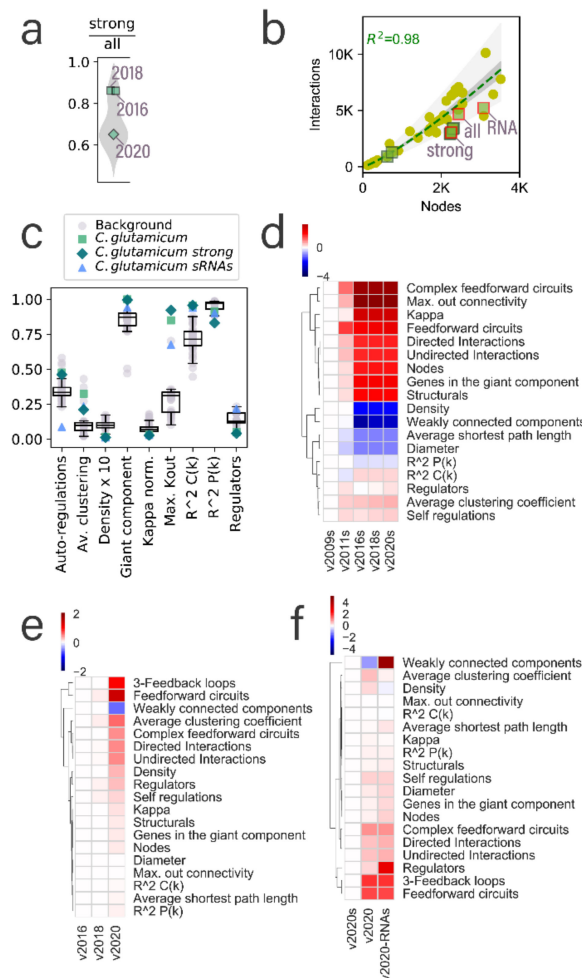 a
strong
all
1.0
0.8
0.6
2018
2016
2020
b
R²=0.98
Interactions
10K
5K
0
all
RNA
strong
0
2K
4K
Nodes
c
Background
C.glutamicum
C.glutamicum strong
C.glutamicum sRNAs
1.00
0.75
0.50
0.25
0.00
Auto-regulations
Av. clustering
Density x 10
Giant component
Kappa norm.
Max. Kout
R^2 C(k)
R^2 P(k)
Regulators
d
0
−4
Complex feedforward circuits
Max. out connectivity
Kappa
Feedforward circuits
Directed Interactions
Undirected Interactions
Nodes
Genes in the giant component
Structurals
Density
Weakly connected components
Average shortest path length
Diameter
R^2 P(k)
R^2 C(k)
Regulators
Average clustering coefficient
Self regulations
v2009s
v2011s
v2016s
v2018s
v2020s
e
2
0
−2
3-Feedback loops
Feedforward circuits
Weakly connected components
Average clustering coefficient
Complex feedforward circuits
Directed Interactions
Undirected Interactions
Density
Regulators
Self regulations
Kappa
Structurals
Genes in the giant component
Nodes
Diameter
Max. out connectivity
R^2 C(k)
Average shortest path length
R^2 P(k)
v2016
v2018
v2020
f
4
2
0
−2
−4
Weakly connected components
Average clustering coefficient
Density
Max. out connectivity
R^2 C(k)
Average shortest path length
Kappa
R^2 P(k)
Structurals
Self regulations
Diameter
Genes in the giant component
Nodes
Complex feedforward circuits
Directed Interactions
Undirected Interactions
Regulators
3-Feedback loops
Feedforward circuits
v2020s
v2020
v2020-RNAs